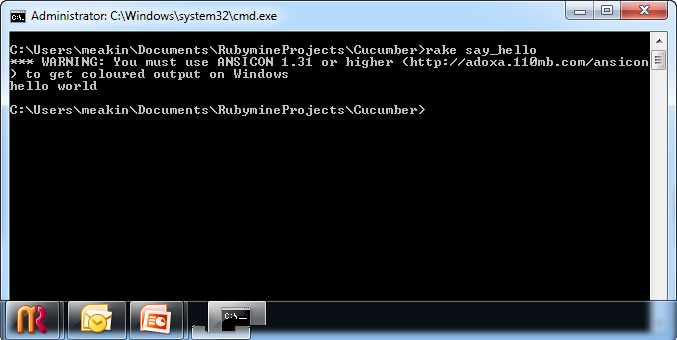 Administrator: C:\Windows\system32\cmd.exe
C:\Users\meakin\Documents\RubymineProjects\Cucumber>rake say_hello
*** WARNING: You must use ANSICON 1.31 or higher (http://adoxa.110mb.com/ansicon
) to get coloured output on Windows
hello world
C:\Users\meakin\Documents\RubymineProjects\Cucumber>
C:\_